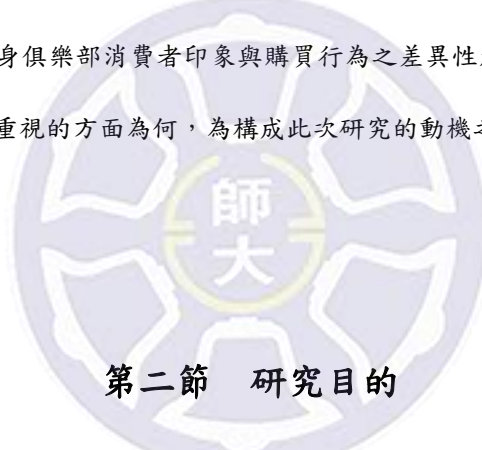 身俱樂部消費者印象與購買行為之差異性
重視的方面為何，為構成此次研究的動機
師
大
第二節 研究目的